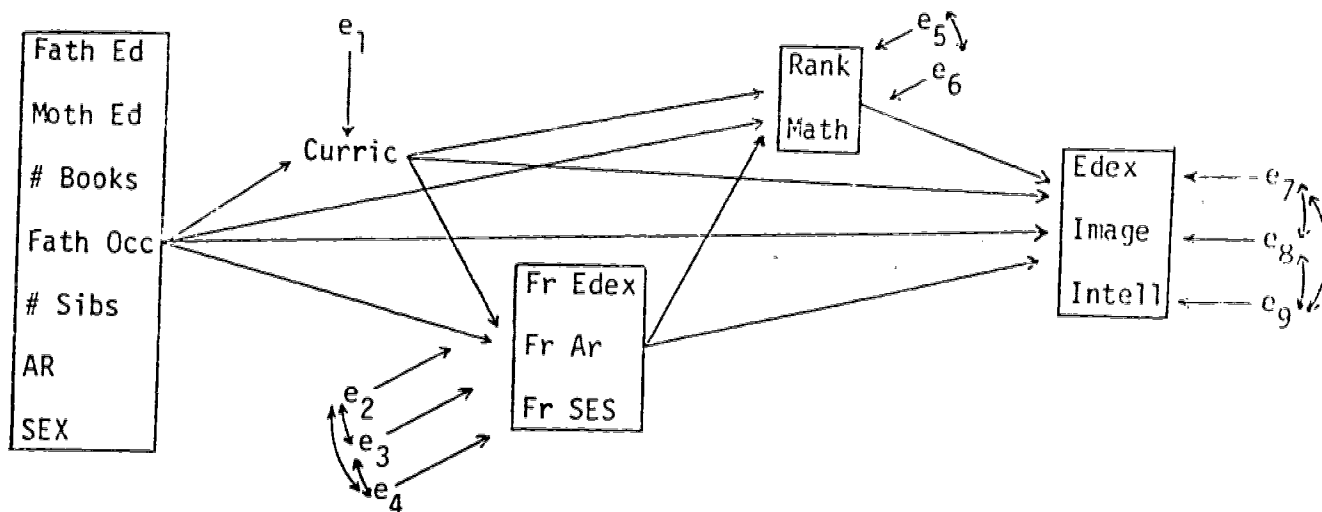 Fath Ed
Moth Ed
# Books
Fath Occ
# Sibs
AR
SEX
e1
Curric
e2
e3
e4
Fr Edex
Fr Ar
Fr SES
Rank
Math
e5
e6
Edex
Image
Intell
e7
e8
e9